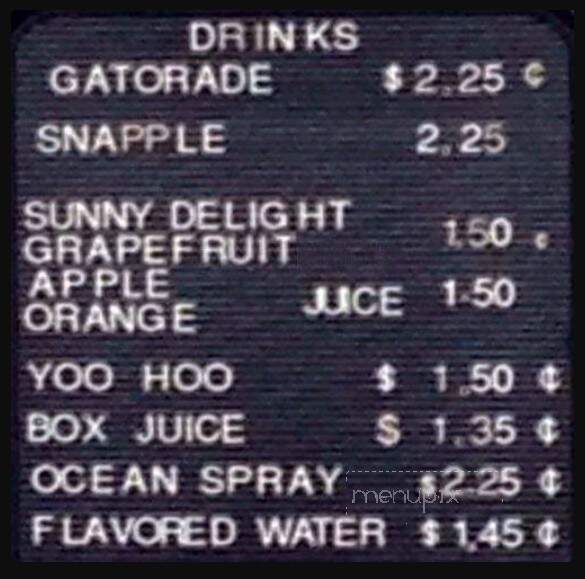 DRINKS
GATORADE $2.25 ¢
SNAPPLE 2.25
SUNNY DELIGHT
GRAPEFRUIT 1.50 ¢
APPLE
ORANGE JUICE 1.50
YOO HOO $ 1.50 ¢
BOX JUICE $ 1.35 ¢
OCEAN SPRAY $2.25 ¢
menupix
FLAVORED WATER $1.45 ¢